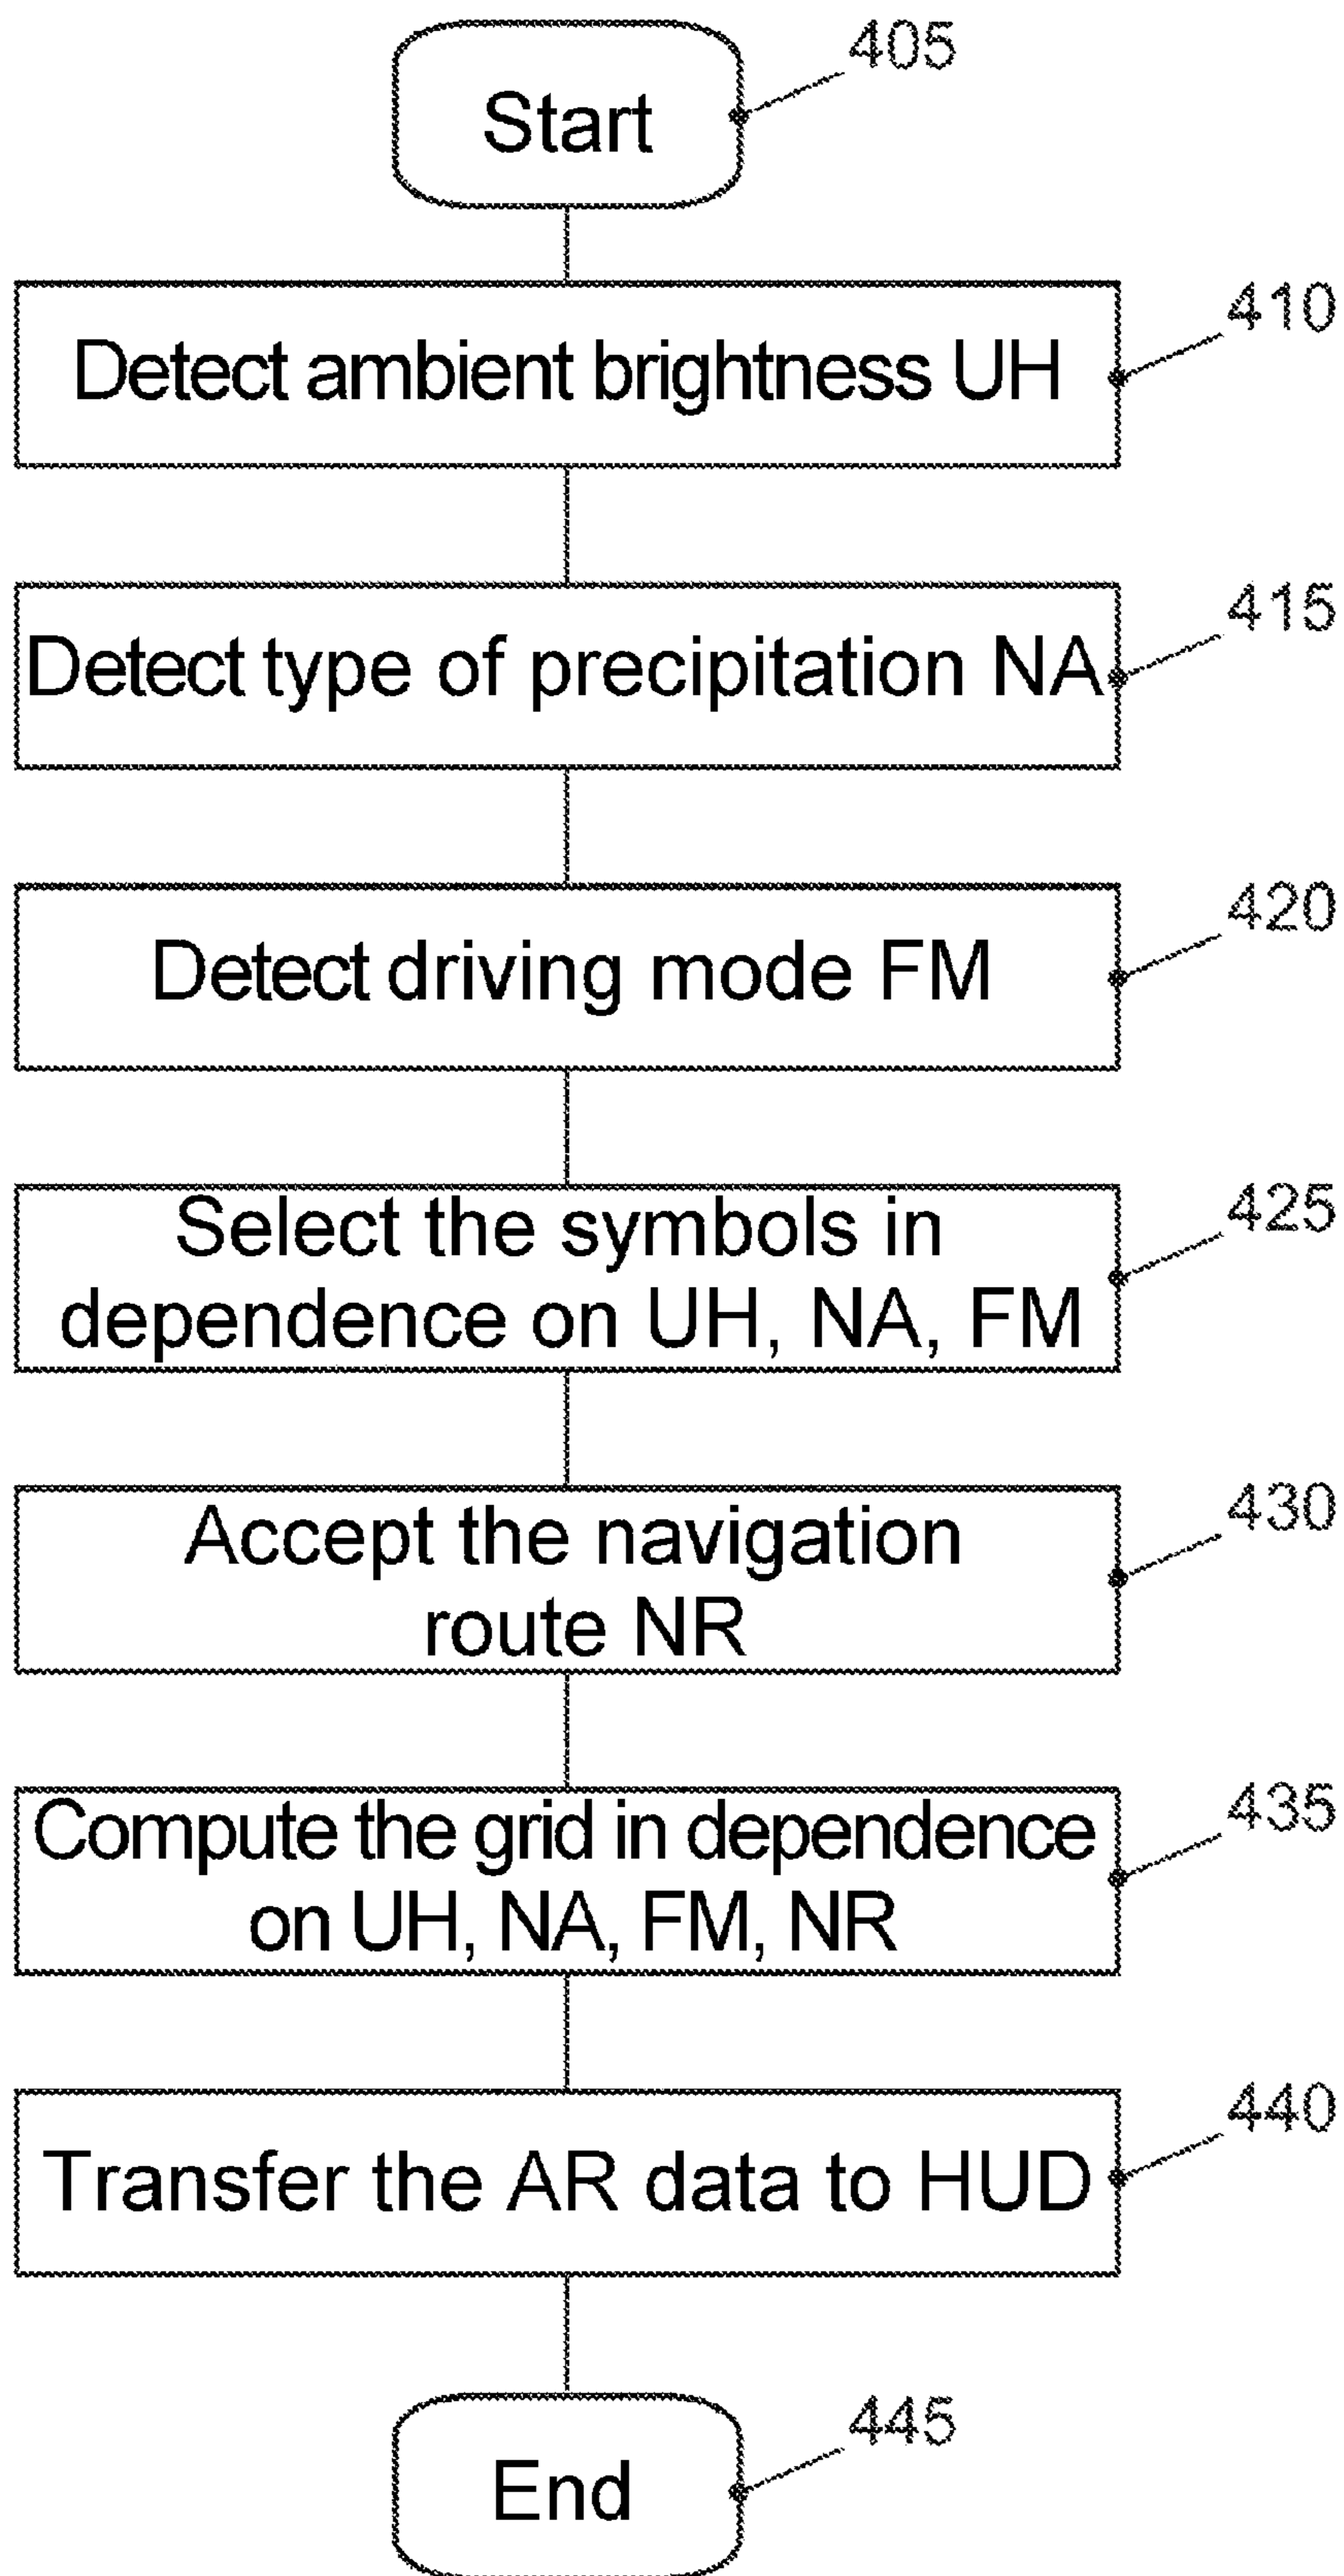 405
Start
410
Detect ambient brightness UH
415
Detect type of precipitation NA
420
Detect driving mode FM
425
Select the symbols in
dependence on UH, NA, FM
430
Accept the navigation
route NR
435
Compute the grid in dependence
on UH, NA, FM, NR
440
Transfer the AR data to HUD
445
End